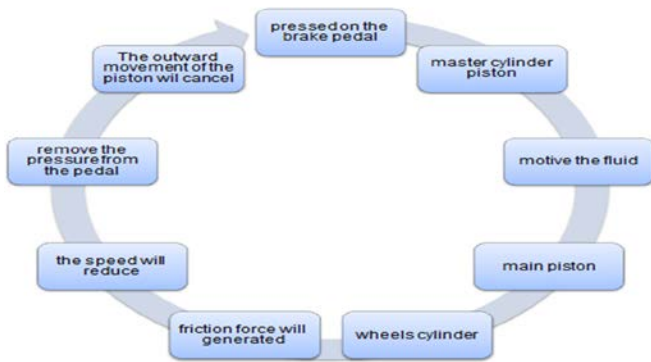 pressed on the
brake pedal
master cylinder
piston
motive the fluid
main piston
wheels cylinder
friction force will
generated
the speed will
reduce
remove the
pressure from
the pedal
The outward
movement of the
piston wil cancel